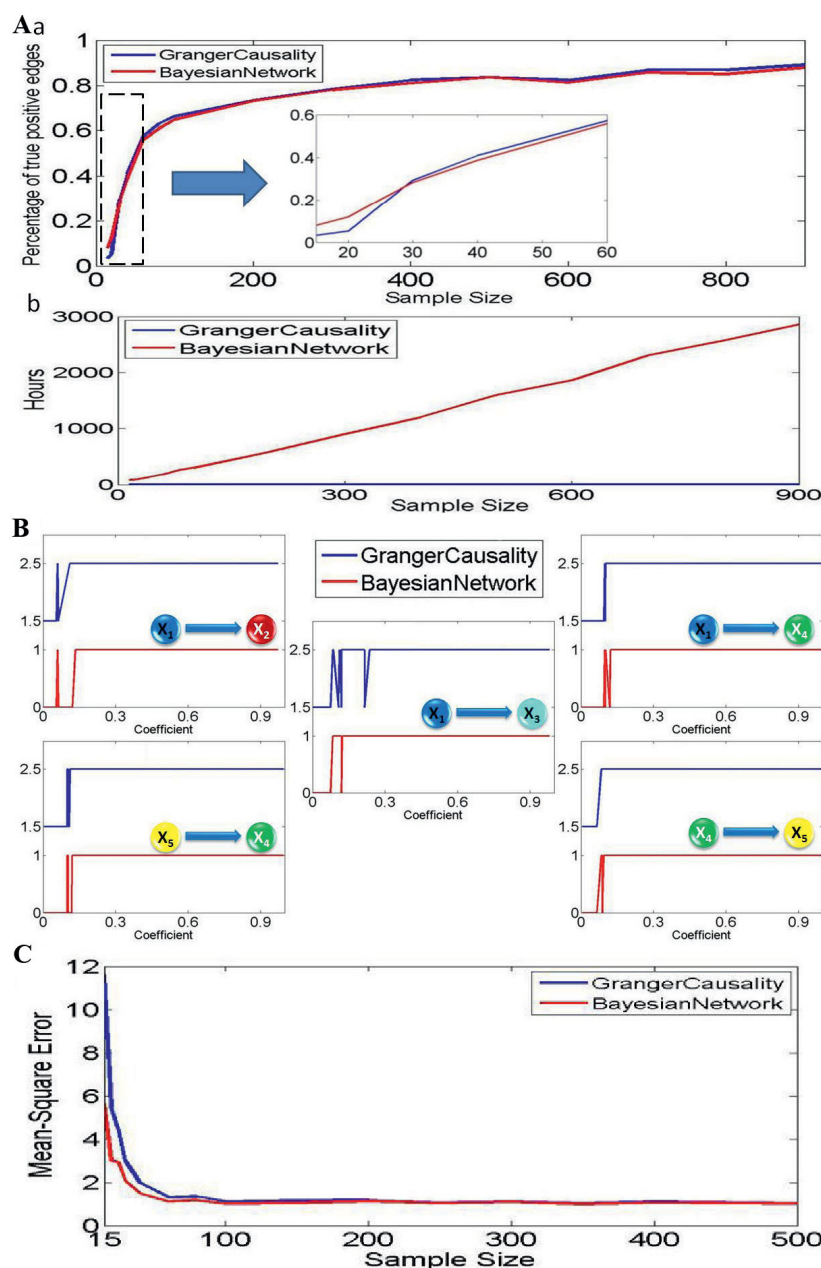 Aa
Percentage of true positive edges
1
0.8
0.6
0.4
0.2
0
GrangerCausality
BayesianNetwork
0.6
0.4
0.2
0
20 30 40 50 60
0 200 400 600 800
Sample Size
b
Hours
3000
2000
1000
0
GrangerCausality
BayesianNetwork
0 300 600 900
Sample Size
B
2.5
1.5
1
0
X1 X2
0 0.3 0.6 0.9
Coefficient
GrangerCausality
BayesianNetwork
2.5
1.5
1
0
X1 X3
0 0.3 0.6 0.9
Coefficient
2.5
1.5
1
0
X1 X4
0 0.3 0.6 0.9
Coefficient
2.5
1.5
1
0
X5 X4
0 0.3 0.6 0.9
Coefficient
2.5
1.5
1
0
X4 X5
0 0.3 0.6 0.9
Coefficient
C
Mean-Square Error
12
10
8
6
4
2
0
GrangerCausality
BayesianNetwork
15 100 200 300 400 500
Sample Size